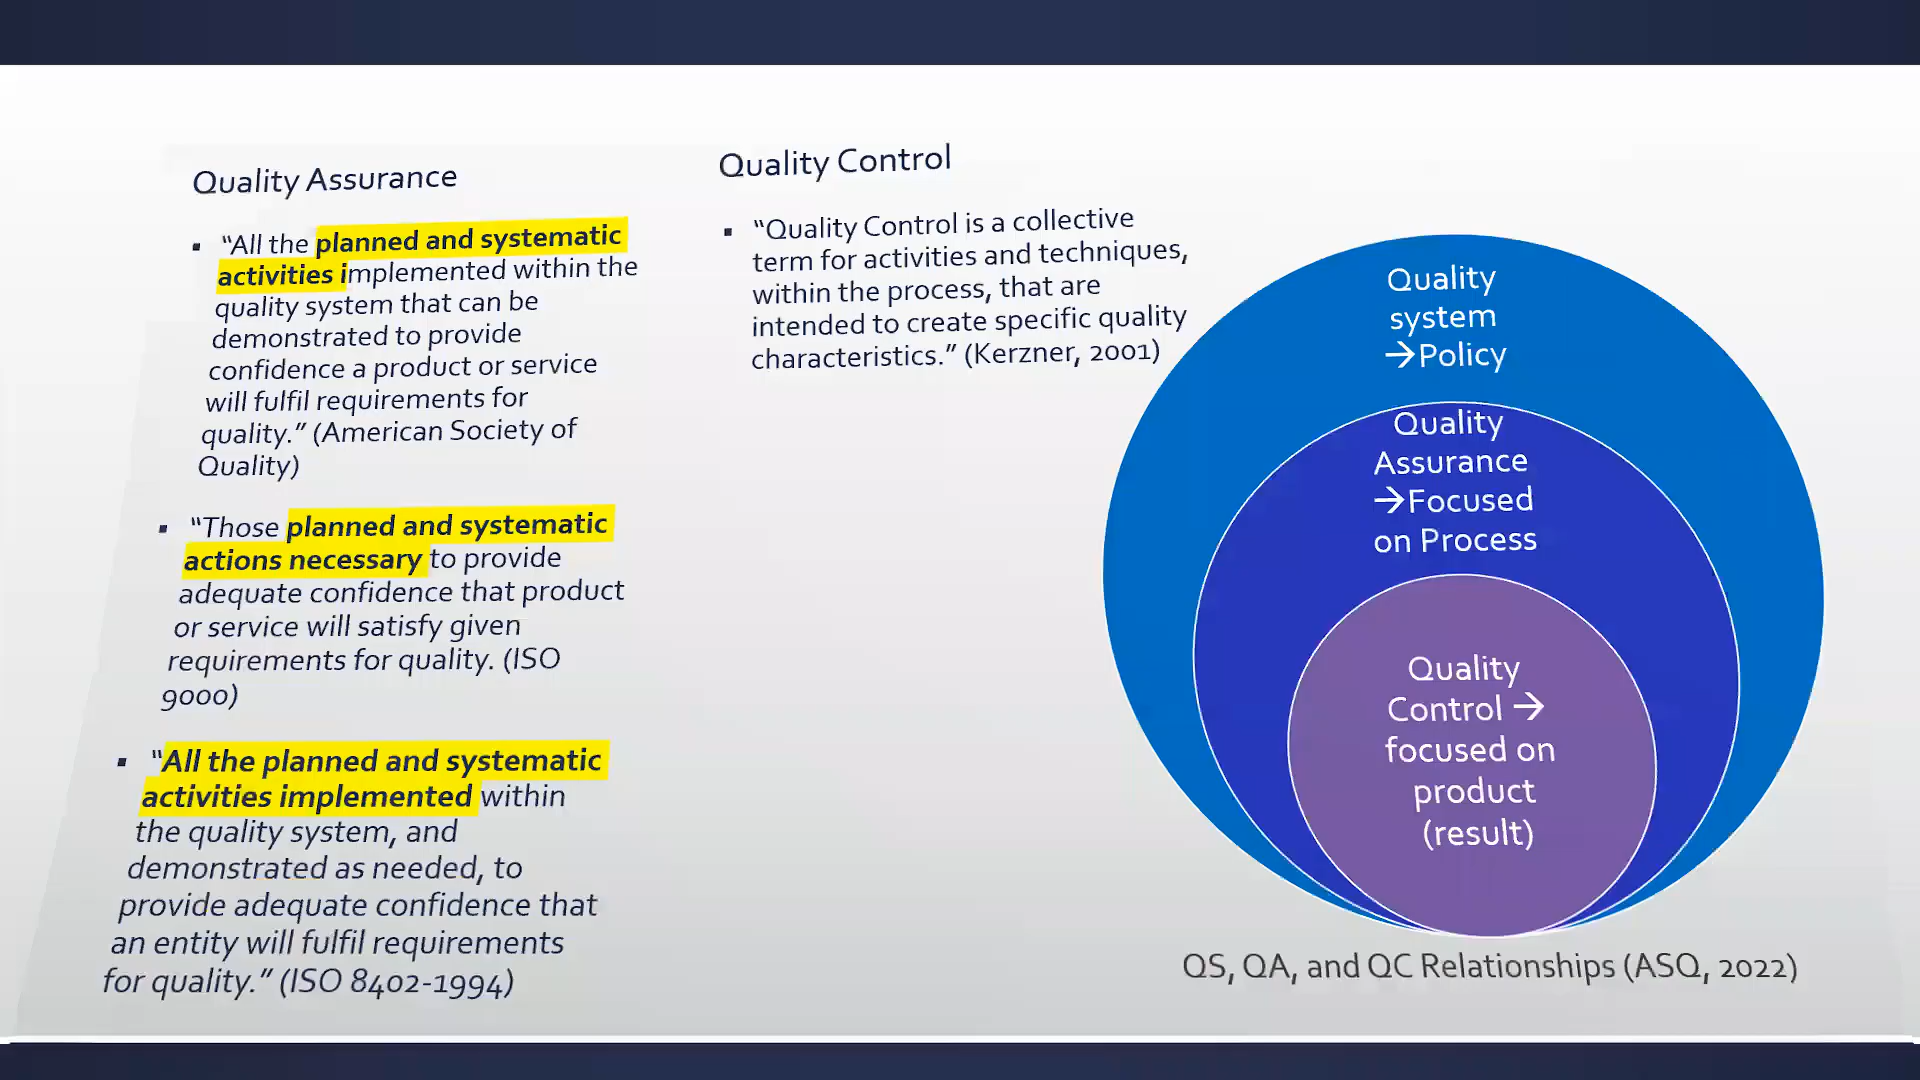 Quality Assurance
▪ “All the planned and systematic
activities implemented within the
quality system that can be
demonstrated to provide
confidence a product or service
will fulfil requirements for
quality.” (American Society of
Quality)
▪ “Those planned and systematic
actions necessary to provide
adequate confidence that product
or service will satisfy given
requirements for quality. (ISO
9000)
▪ “All the planned and systematic
activities implemented within
the quality system, and
demonstrated as needed, to
provide adequate confidence that
an entity will fulfil requirements
for quality.” (ISO 8402-1994)
Quality Control
▪ “Quality Control is a collective
term for activities and techniques,
within the process, that are
intended to create specific quality
characteristics.” (Kerzner, 2001)
Quality
system
→Policy
Quality
Assurance
→Focused
on Process
Quality
Control →
focused on
product
(result)
QS, QA, and QC Relationships (ASQ, 2022)